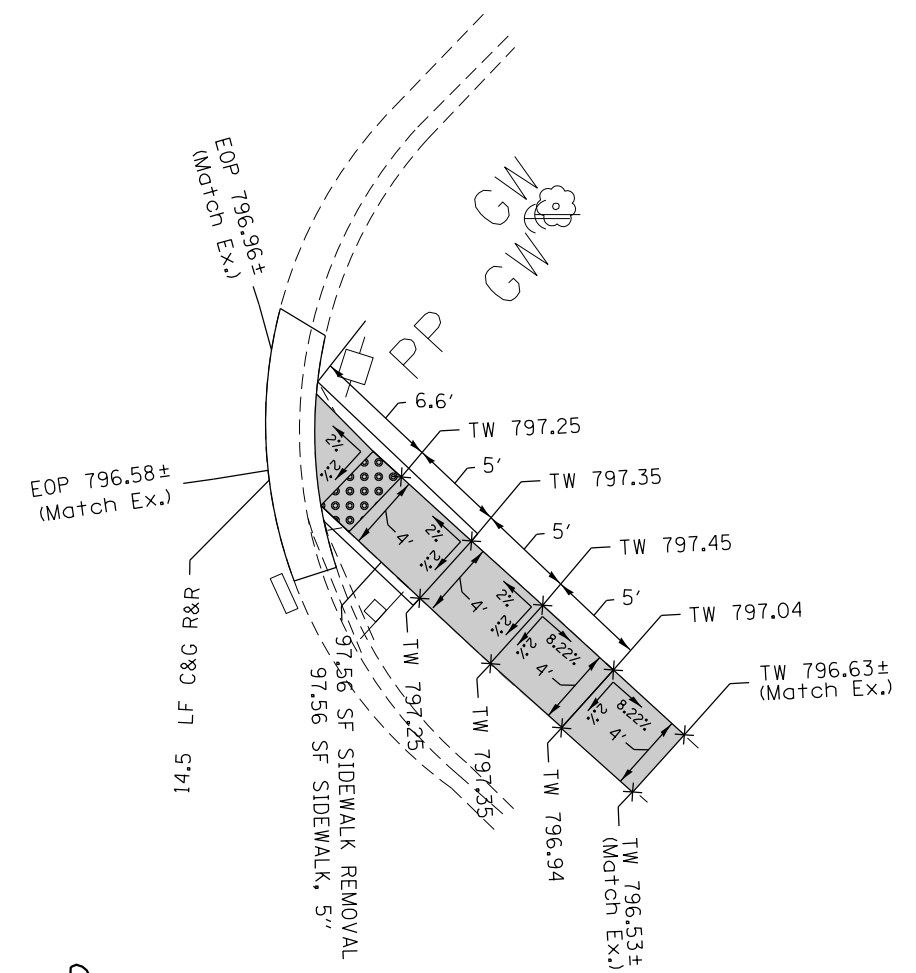 EOP 796.96±
(Match Ex.)
GW
GW
PP
6.6'
TW 797.25
5'
TW 797.35
5'
TW 797.45
5'
TW 797.04
TW 796.63±
(Match Ex.)
EOP 796.58±
(Match Ex.)
2%
2%
4'
2%
2%
4'
2%
2%
8.22%
2%
4'
8.22%
2%
4'
14.5 LF C&G R&R
97.56 SF SIDEWALK REMOVAL
97.56 SF SIDEWALK, 5"
TW 797.25
TW 797.35
TW 796.94
TW 796.53±
(Match Ex.)